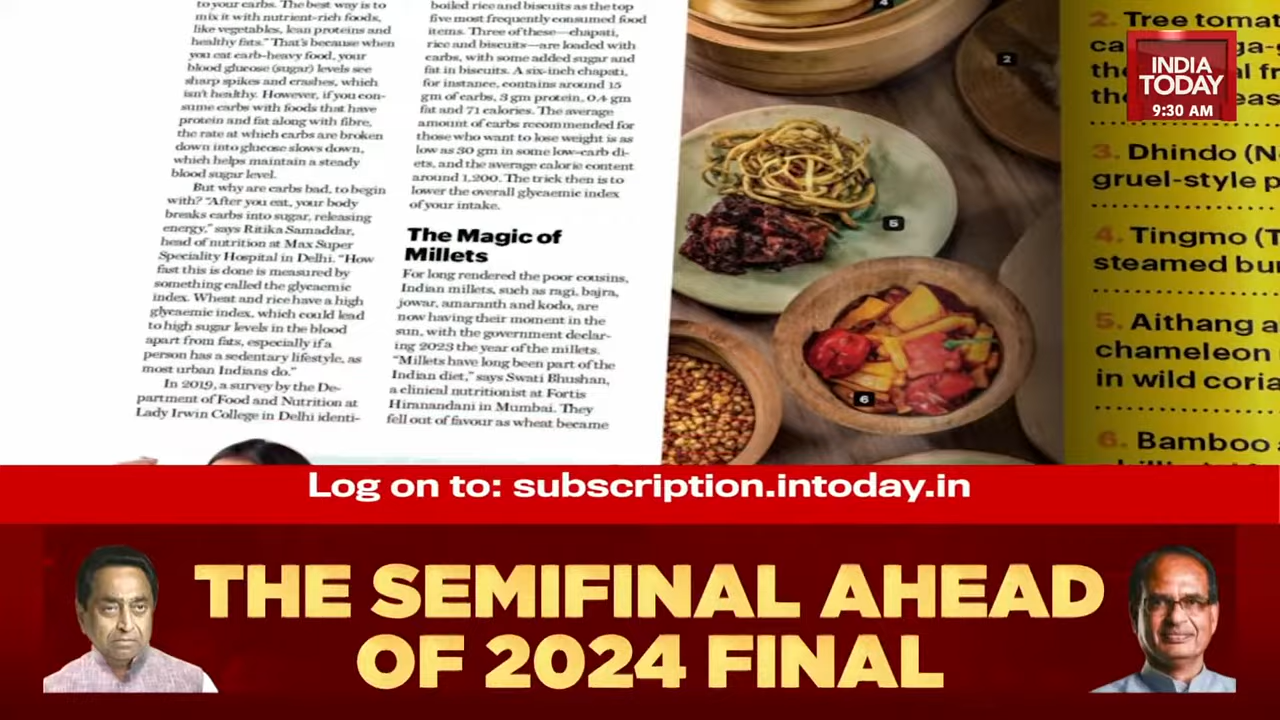 to your carbs. The best way is to
mix it with nutrient-rich foods,
like vegetables, lean proteins and
healthy fats.” That’s because when
you eat carb-heavy food, your
blood glucose (sugar) levels see
sharp spikes and crashes, which
isn’t healthy. However, if you con-
sume carbs with foods that have
protein and fat along with fibre,
the rate at which carbs are broken
down into glucose slows down,
which helps maintain a steady
blood sugar level.
But why are carbs bad, to begin
with? “After you eat, your body
breaks carbs into sugar, releasing
energy,” says Ritika Samaddar,
head of nutrition at Max Super
Speciality Hospital in Delhi. “How
fast this is done is measured by
something called the glycaemic
index. Wheat and rice have a high
glycaemic index, which could lead
to high sugar levels in the blood
apart from fats, especially if a
person has a sedentary lifestyle, as
most urban Indians do.”
In 2019, a survey by the De-
partment of Food and Nutrition at
Lady Irwin College in Delhi identi-
boiled rice and biscuits as the top
five most frequently consumed food
items. Three of these—chapati,
rice and biscuits—are loaded with
carbs, with some added sugar and
fat in biscuits. A six-inch chapati,
for instance, contains around 15
gm of carbs, 3 gm protein, 0.4 gm
fat and 71 calories. The average
amount of carbs recommended for
those who want to lose weight is as
low as 30 gm in some low-carb di-
ets, and the average calorie content
around 1,200. The trick then is to
lower the overall glycaemic index
of your intake.
The Magic of
Millets
For long rendered the poor cousins,
Indian millets, such as ragi, bajra,
jowar, amaranth and kodo, are
now having their moment in the
sun, with the government declar-
ing 2023 the year of the millets.
“Millets have long been part of the
Indian diet,” says Swati Bhushan,
a clinical nutritionist at Fortis
Hiranandani in Mumbai. They
fell out of favour as wheat became
4
2
5
6
2. Tree tomat
3. Dhindo (N
gruel-style p
4. Tingmo (T
steamed bu
5. Aithang a
chameleon
in wild coria
6. Bamboo
INDIA
TODAY
9:30 AM
Log on to: subscription.intoday.in
THE SEMIFINAL AHEAD
OF 2024 FINAL